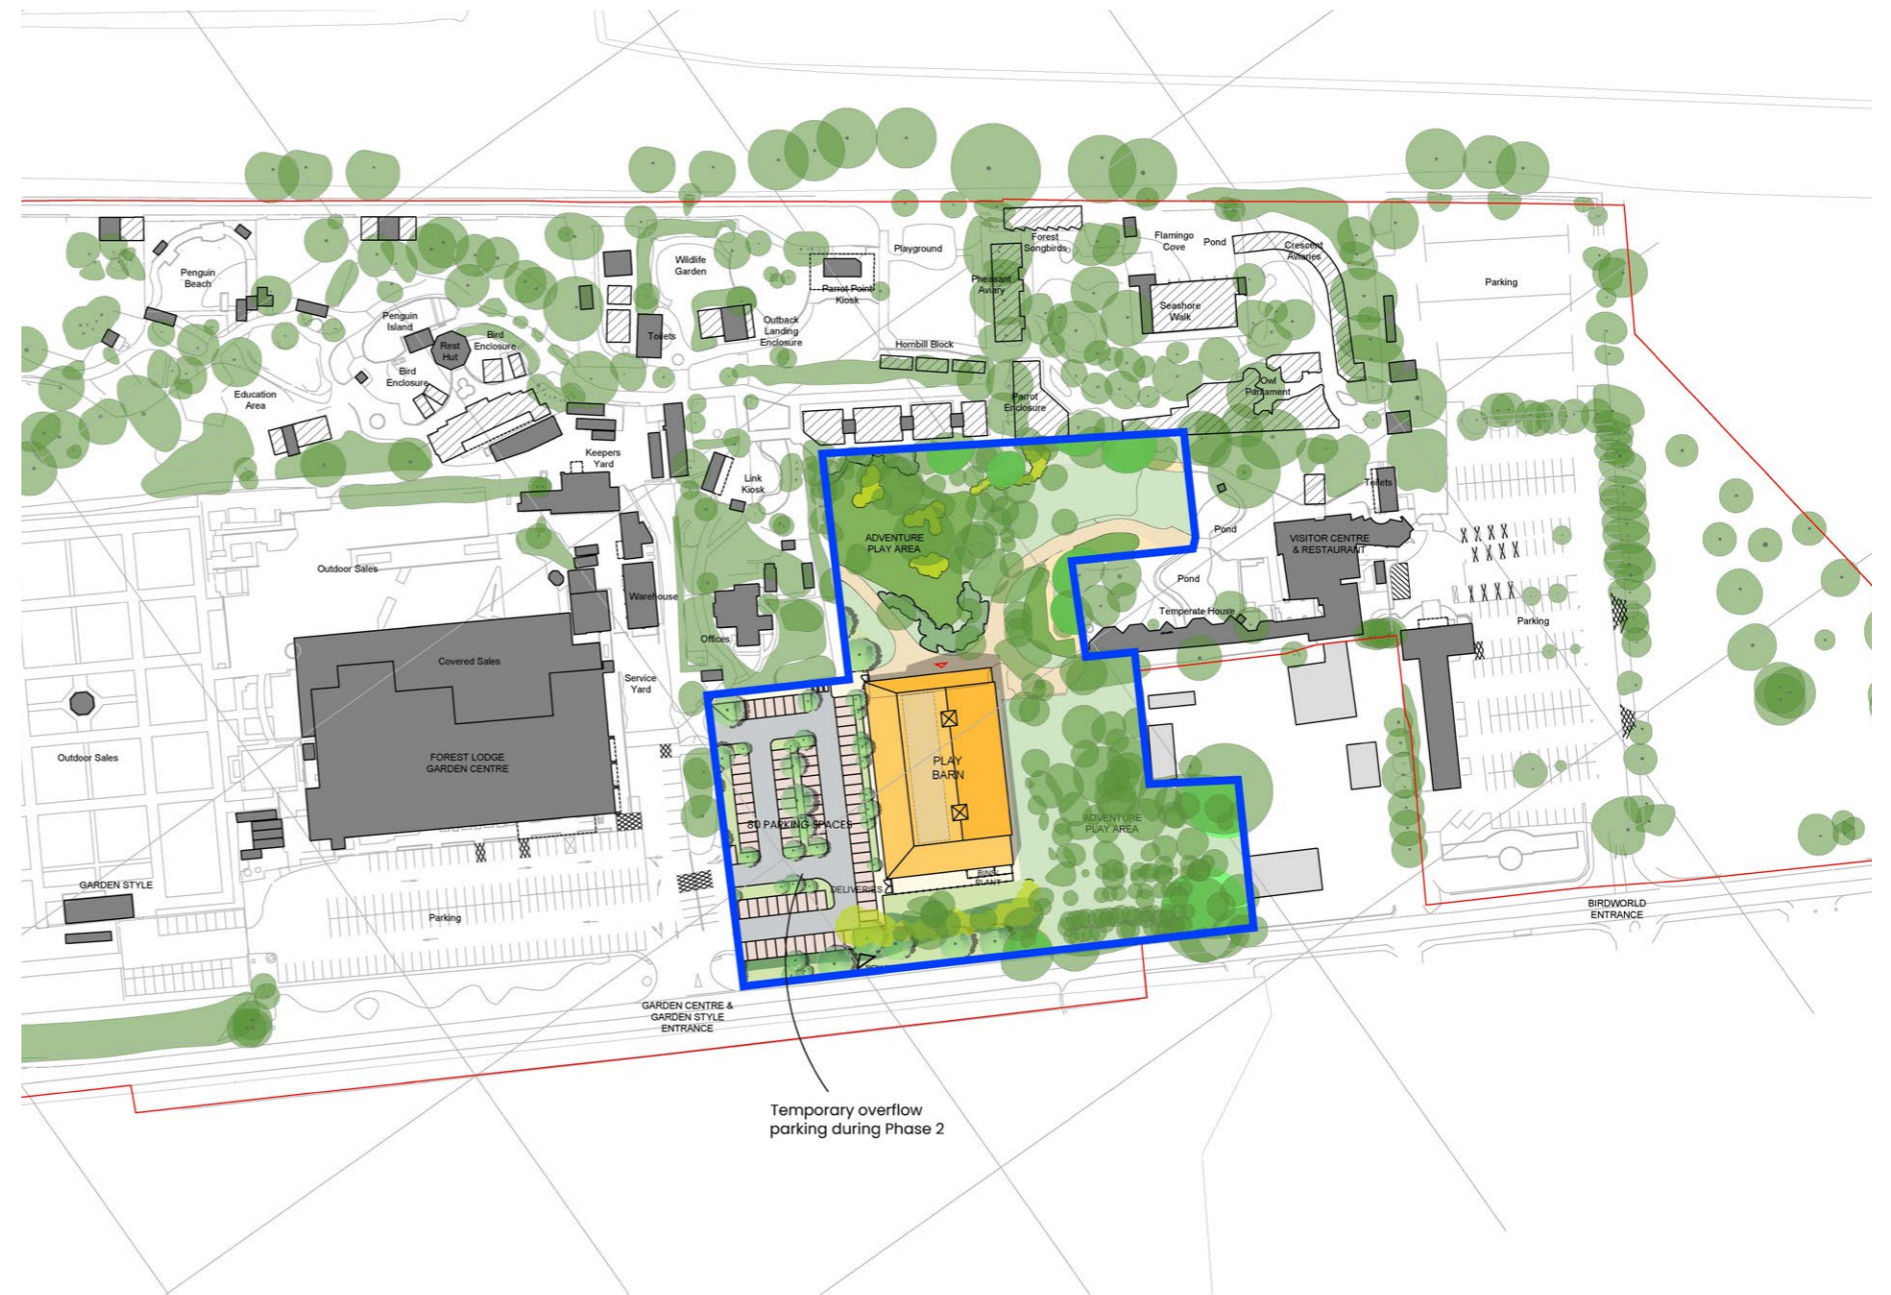 Forest
Songbirds
Flamingo
Cove
Pond
Crescent
Aviaries
Playground
Wildlife
Garden
Penguin
Beach
Pheasant
Aviary
Parking
Parrot Point
Kiosk
Seashore
Walk
Penguin
Island
Outback
Landing
Enclosure
Toilets
Bird
Enclosure
Rest
Hut
Hornbill Block
Bird
Enclosure
Owl
Parliament
Education
Area
Parrot
Enclosure
Keepers
Yard
Link
Kiosk
Toilets
Pond
ADVENTURE
PLAY AREA
VISITOR CENTRE
& RESTAURANT
Outdoor Sales
Pond
Warehouse
Temperate House
Parking
Offices
Covered Sales
Service
Yard
Outdoor Sales
FOREST LODGE
GARDEN CENTRE
PLAY
BARN
80 PARKING SPACES
ADVENTURE
PLAY AREA
BINS/
PLANT
GARDEN STYLE
DELIVERIES
Parking
BIRDWORLD
ENTRANCE
GARDEN CENTRE &
GARDEN STYLE
ENTRANCE
Temporary overflow
parking during Phase 2